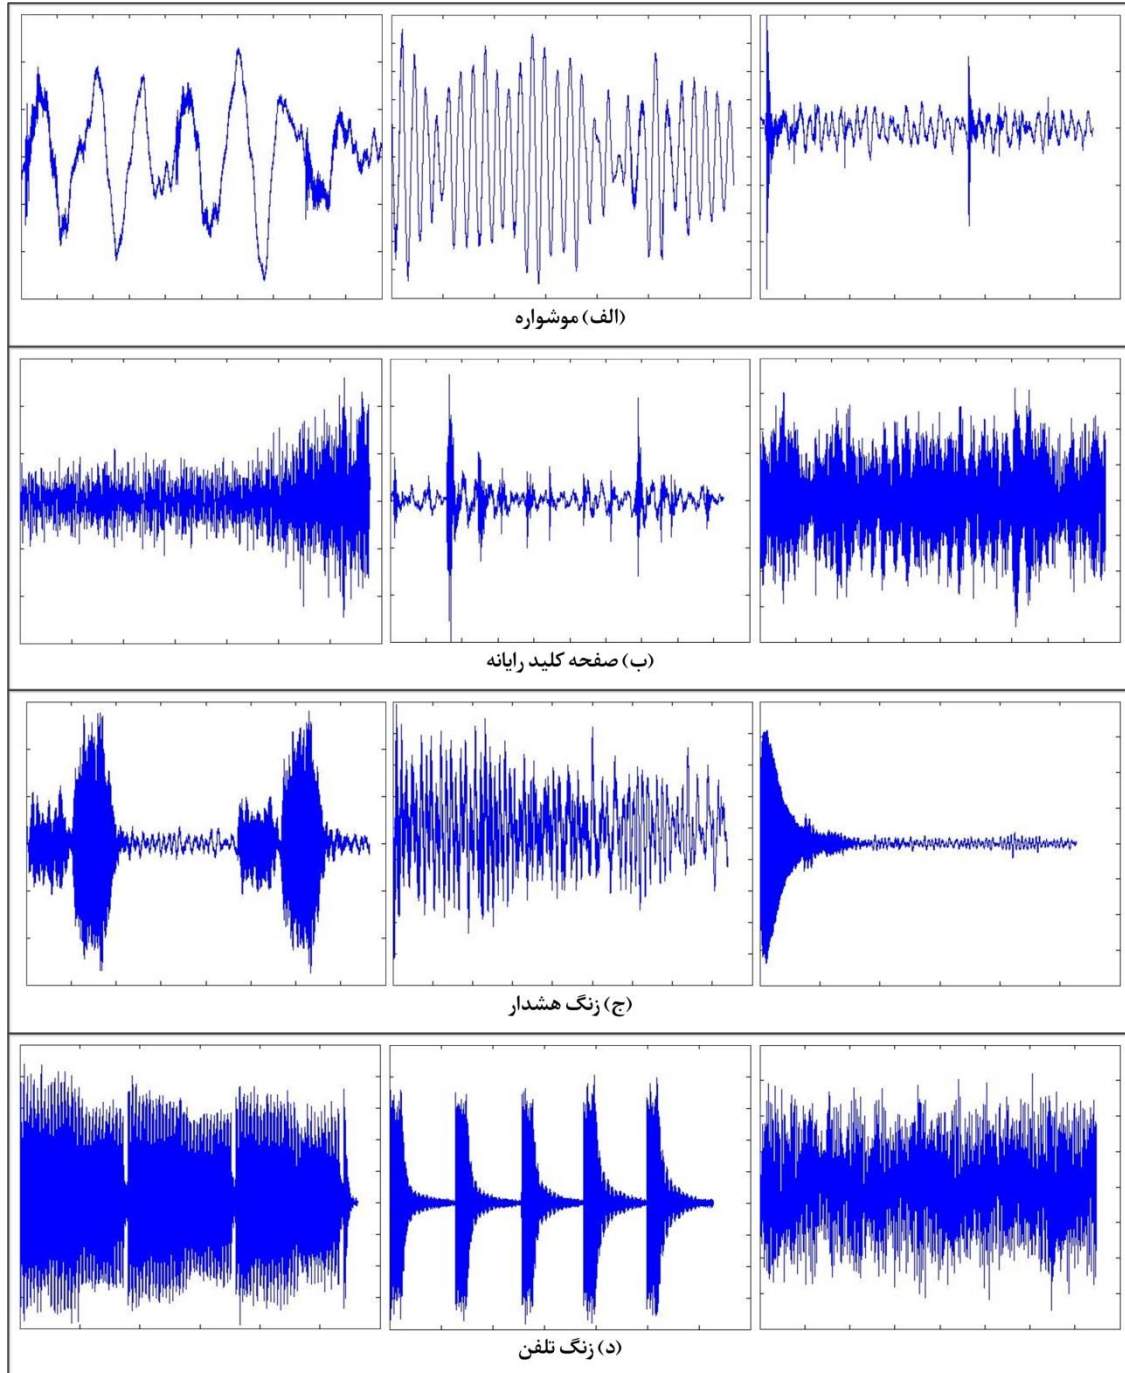 (الف) موشواره
(ب) صفحه کلید رایانه
(ج) زنگ هشدار
(د) زنگ تلفن